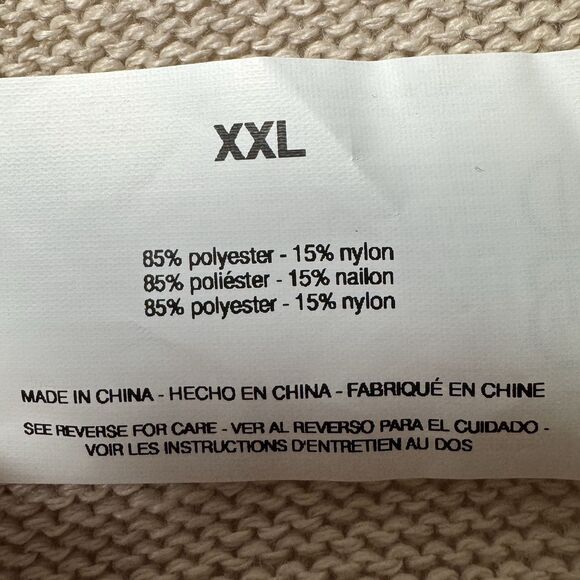 XXL
85% polyester - 15% nylon
85% poliéster - 15% nailon
85% polyester - 15% nylon
MADE IN CHINA - HECHO EN CHINA - FABRIQUÉ EN CHINE
SEE REVERSE FOR CARE - VER AL REVERSO PARA EL CUIDADO -
VOIR LES INSTRUCTIONS D'ENTRETIEN AU DOS